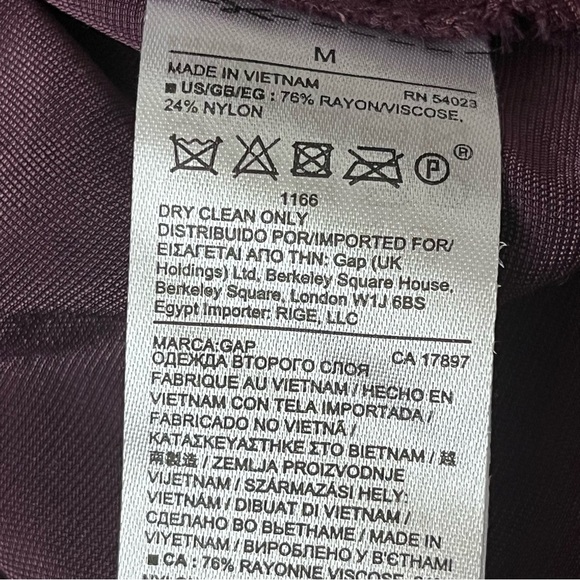 M
MADE IN VIETNAM RN 54023
■ US/GB/EG : 76% RAYON/VISCOSE,
24% NYLON
P ®
1166
DRY CLEAN ONLY
DISTRIBUIDO POR/IMPORTED FOR/
ΕΙΣΑΓΕΤΑΙ ΑΠΟ ΤΗΝ: Gap (UK
Holdings) Ltd. Berkeley Square House,
Berkeley Square, London W1J 6BS
Egypt Importer: RIGE, LLC
MARCA:GAP CA 17897
ОДЕЖДА ВТОРОГО СЛОЯ
FABRIQUE AU VIETNAM / HECHO EN
VIETNAM CON TELA IMPORTADA /
FABRICADO NO VIETNÃ /
ΚΑΤΑΣΚΕΥΑΣΤΗΚΕ ΣΤΟ ΒΙΕΤΝΑΜ / 越
南製造 / ZEMLJA PROIZVODNJE
VIJETNAM / SZÁRMAZÁSI HELY:
VIETNÁM / DIBUAT DI VIETNAM /
СДЕЛАНО ВО ВЬЕТНАМЕ / MADE IN
VIYETNAM / ВИРОБЛЕНО У В'ЄТНАМІ
■ CA : 76% RAYONNE,VISCOSE